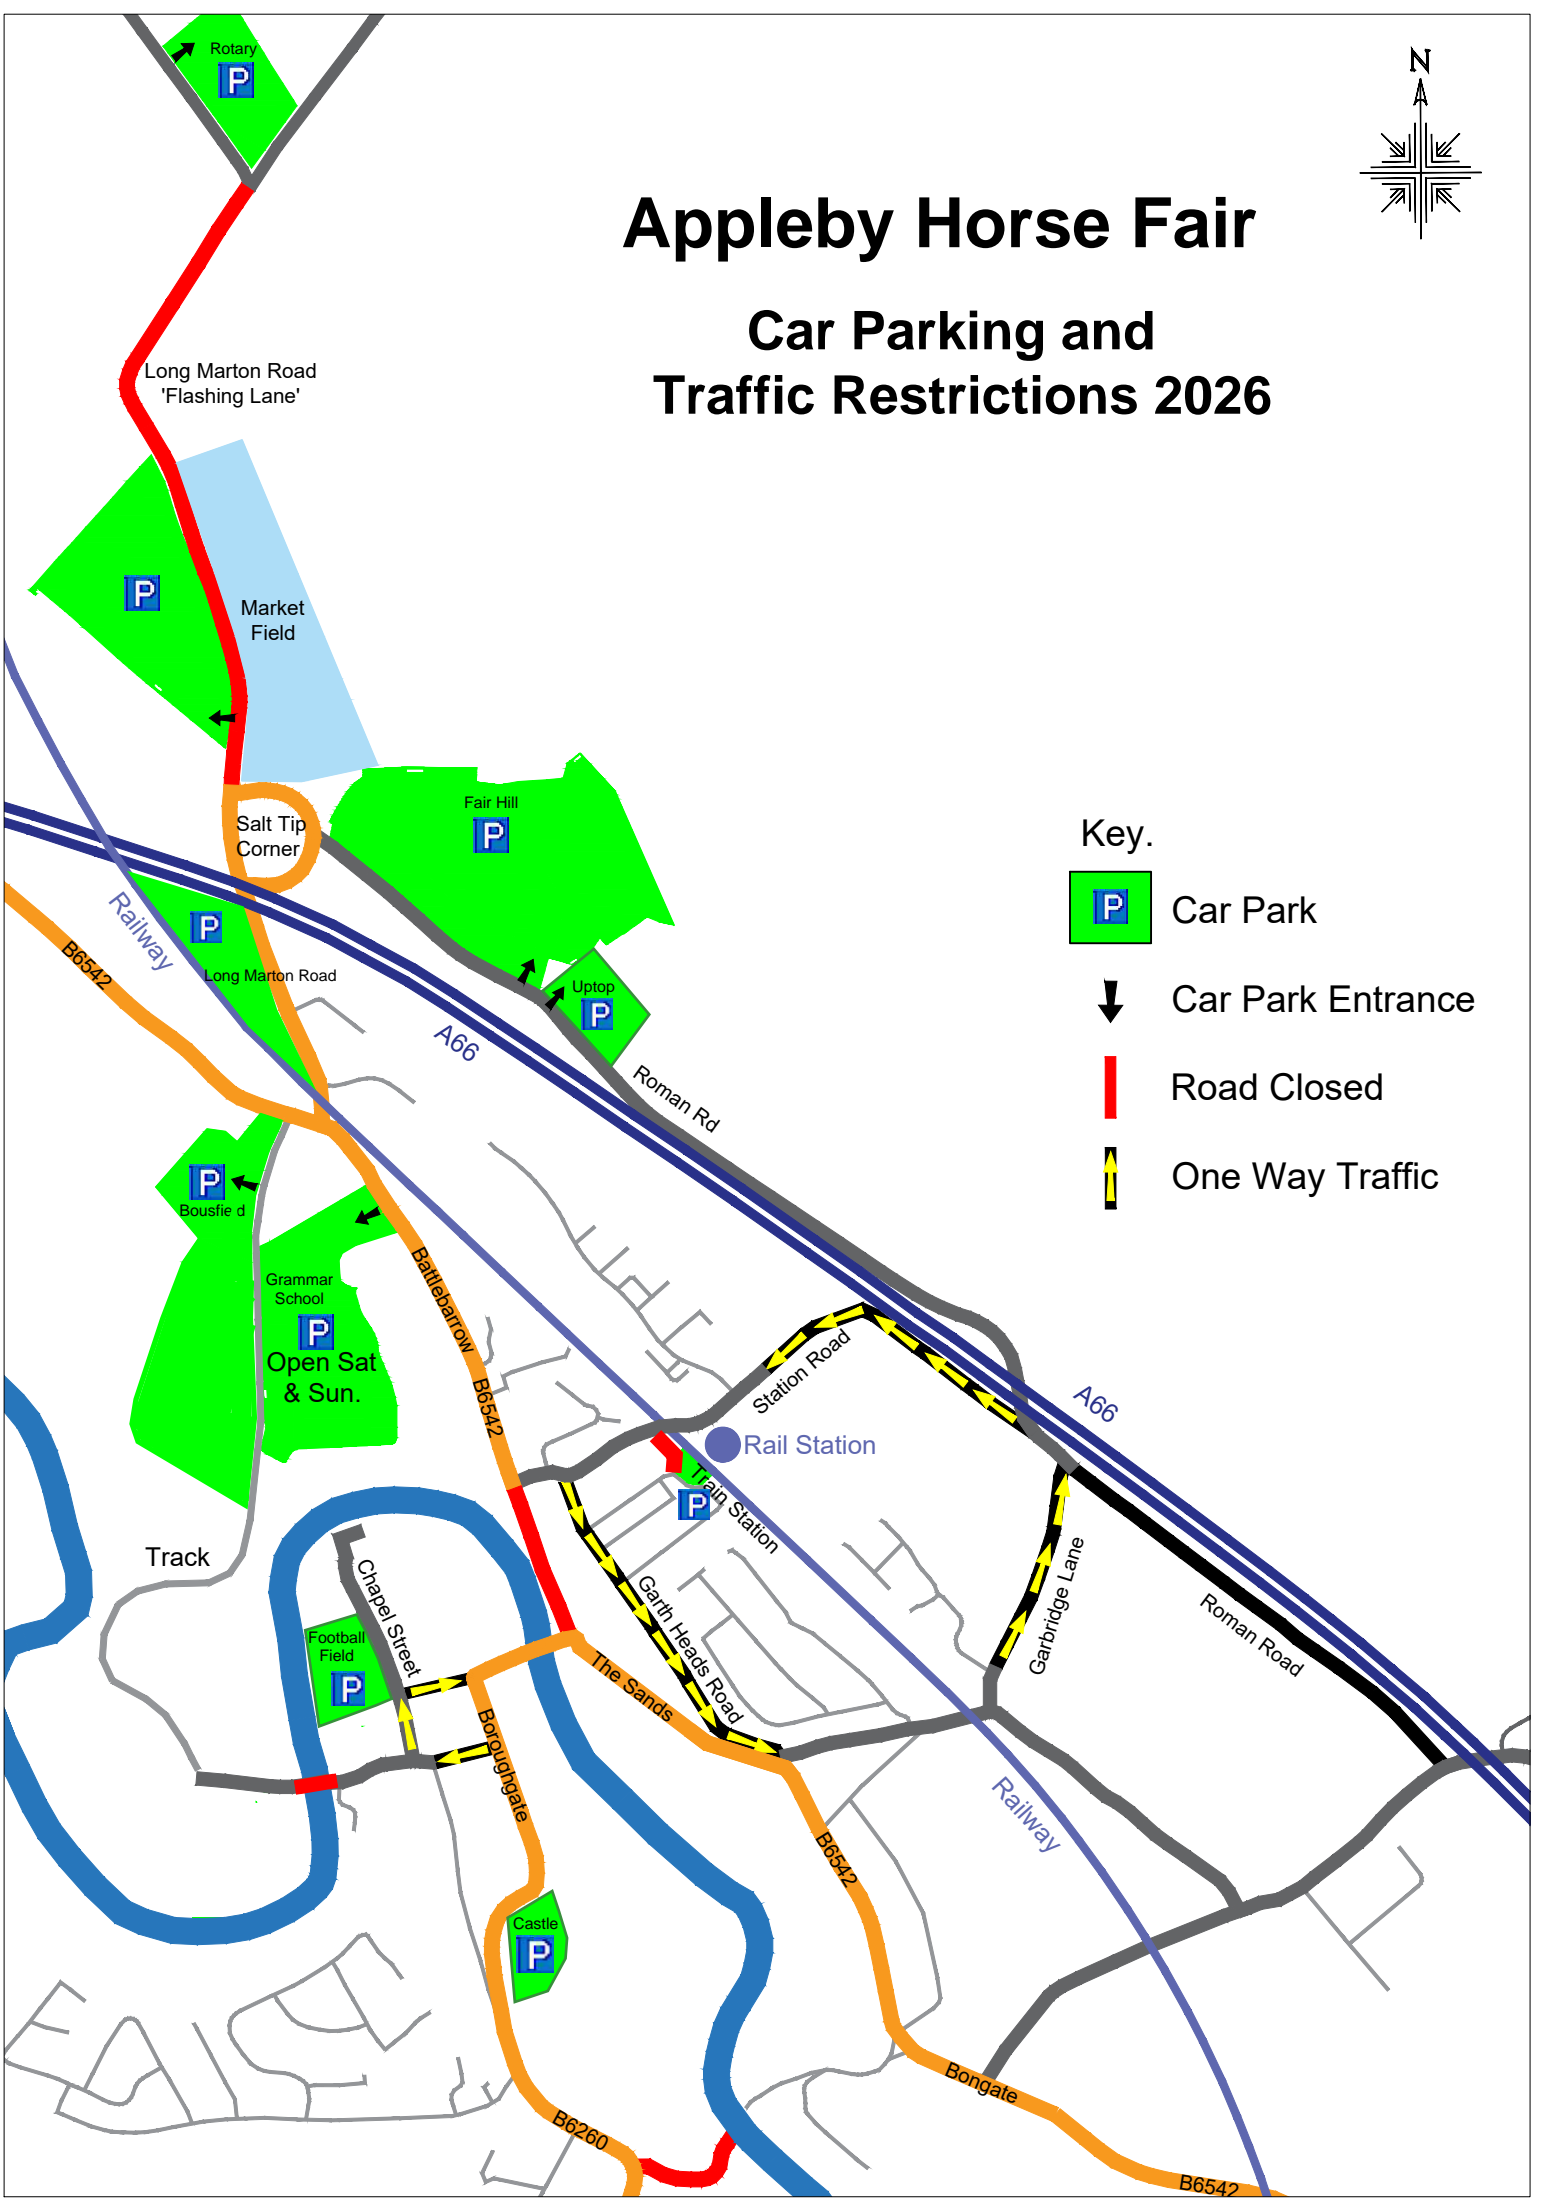 Rotary
P
N
Appleby Horse Fair
Car Parking and
Traffic Restrictions 2026
Long Marton Road
'Flashing Lane'
P
Market
Field
Fair Hill
P
Salt Tip
Corner
Key.
P
Car Park
Railway
P
B6542
Long Marton Road
Uptop
P
Car Park Entrance
A66
Roman Rd
Road Closed
P
Bousfie d
One Way Traffic
Battlebarrow
Grammar
School
P
Open Sat
& Sun.
B6542
Station Road
A66
Rail Station
Train Station
P
Track
Chapel Street
Garth Heads Road
Garbridge Lane
Roman Road
Football
Field
P
The Sands
Boroughgate
Railway
B6542
Castle
P
Bongate
B6260
B6542